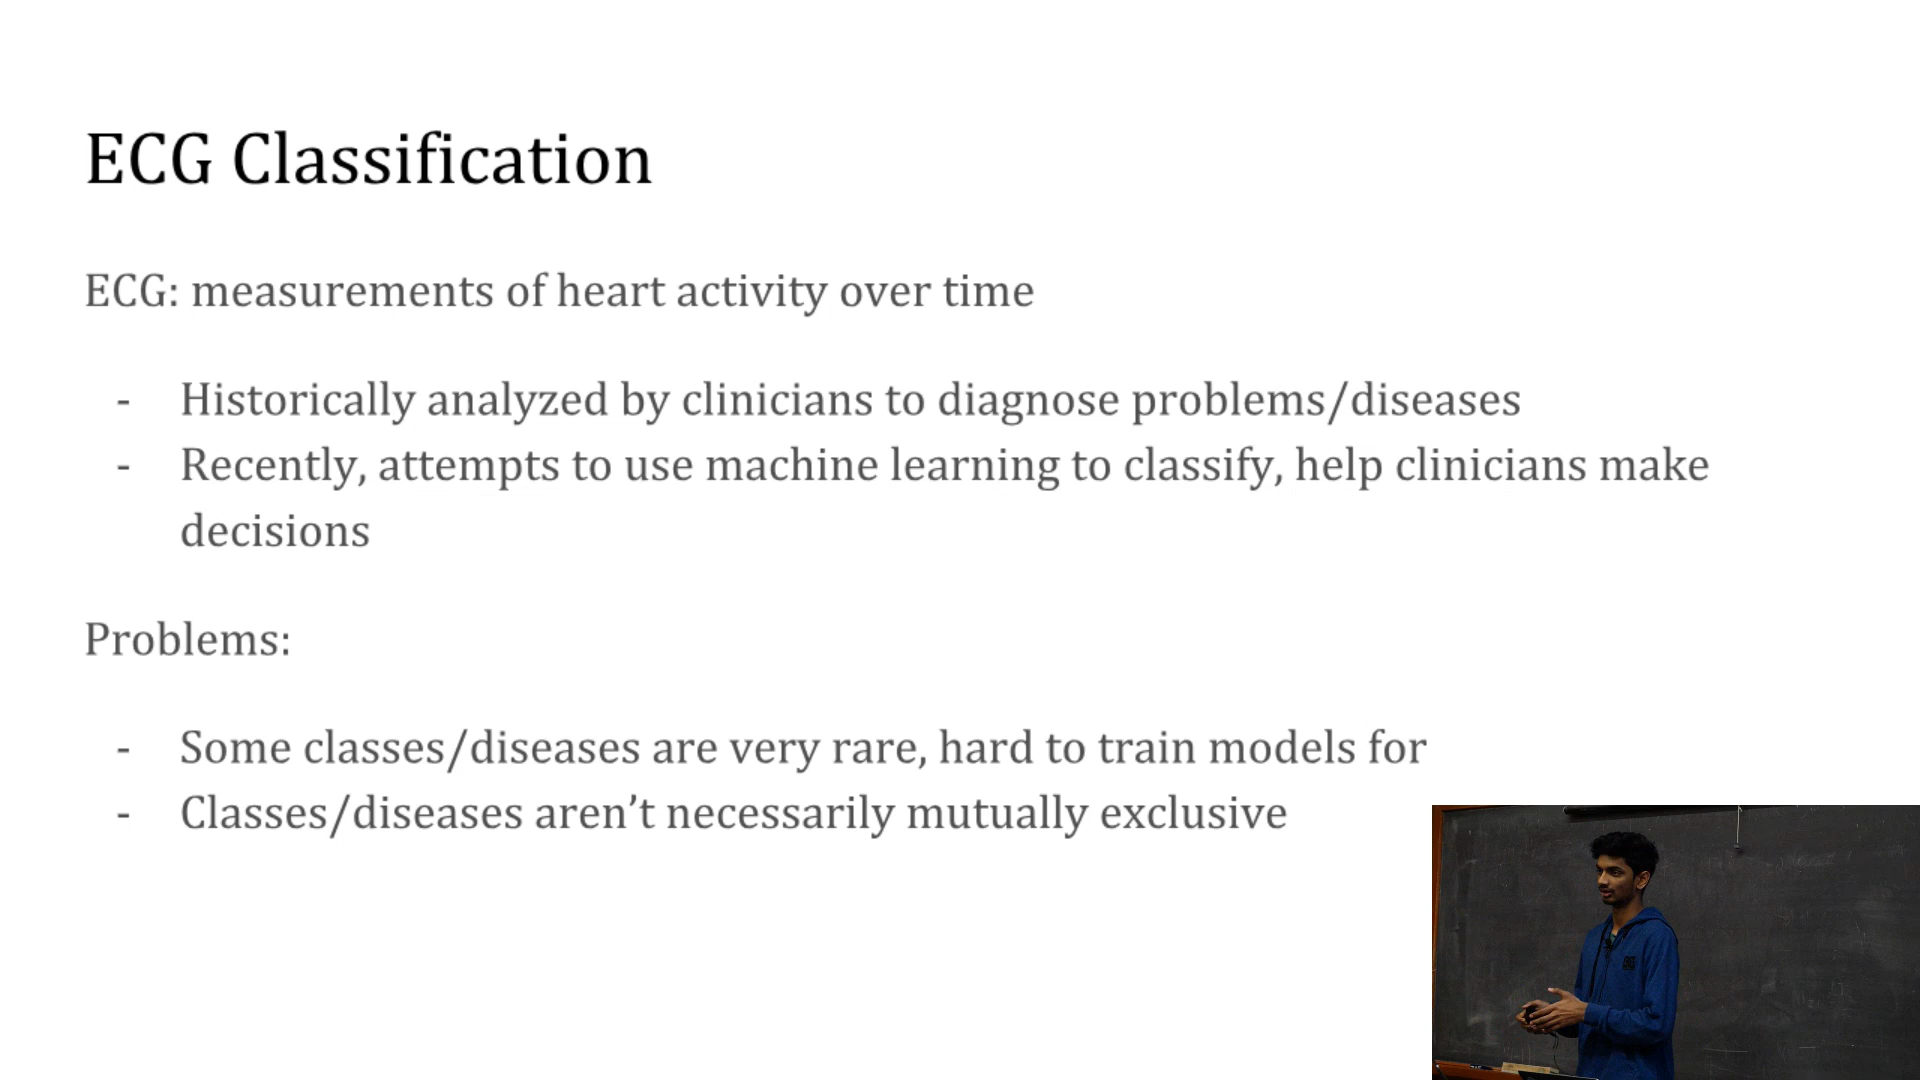 ECG Classification
ECG: measurements of heart activity over time
- Historically analyzed by clinicians to diagnose problems/diseases
- Recently, attempts to use machine learning to classify, help clinicians make
decisions
Problems:
- Some classes/diseases are very rare, hard to train models for
- Classes/diseases aren’t necessarily mutually exclusive